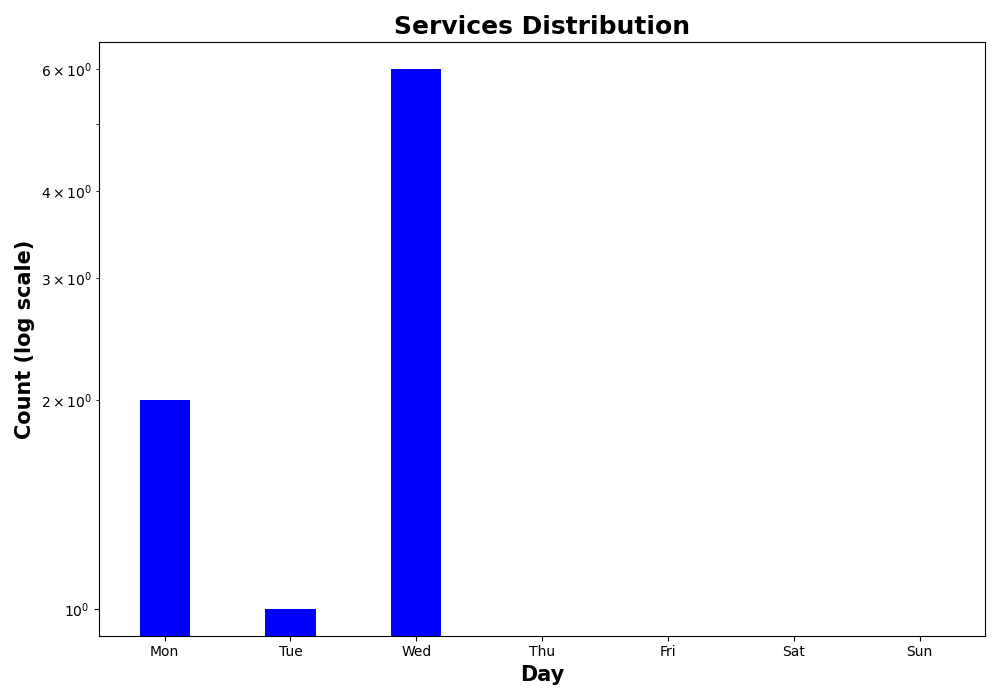 Services Distribution
Count (log scale)
6 × 10⁰
4 × 10⁰
3 × 10⁰
2 × 10⁰
10⁰
Mon Tue Wed Thu Fri Sat Sun
Day